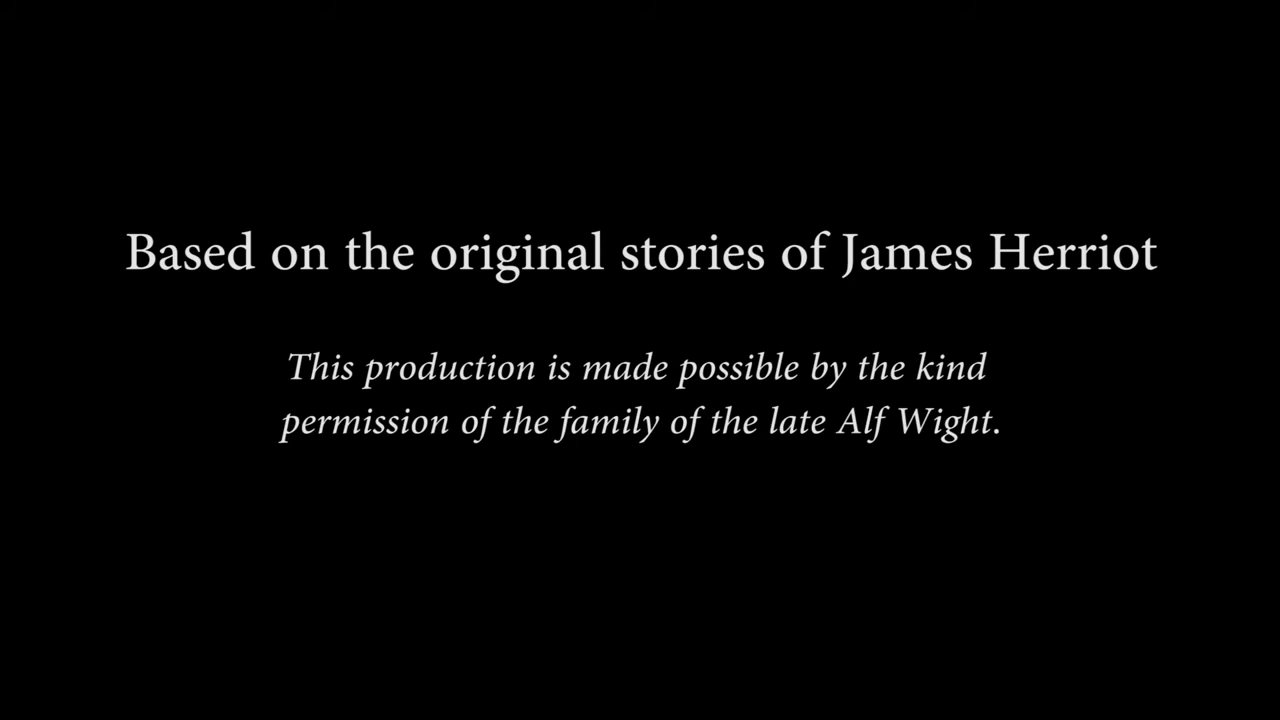 Based on the original stories of James Herriot
This production is made possible by the kind
permission of the family of the late Alf Wight.